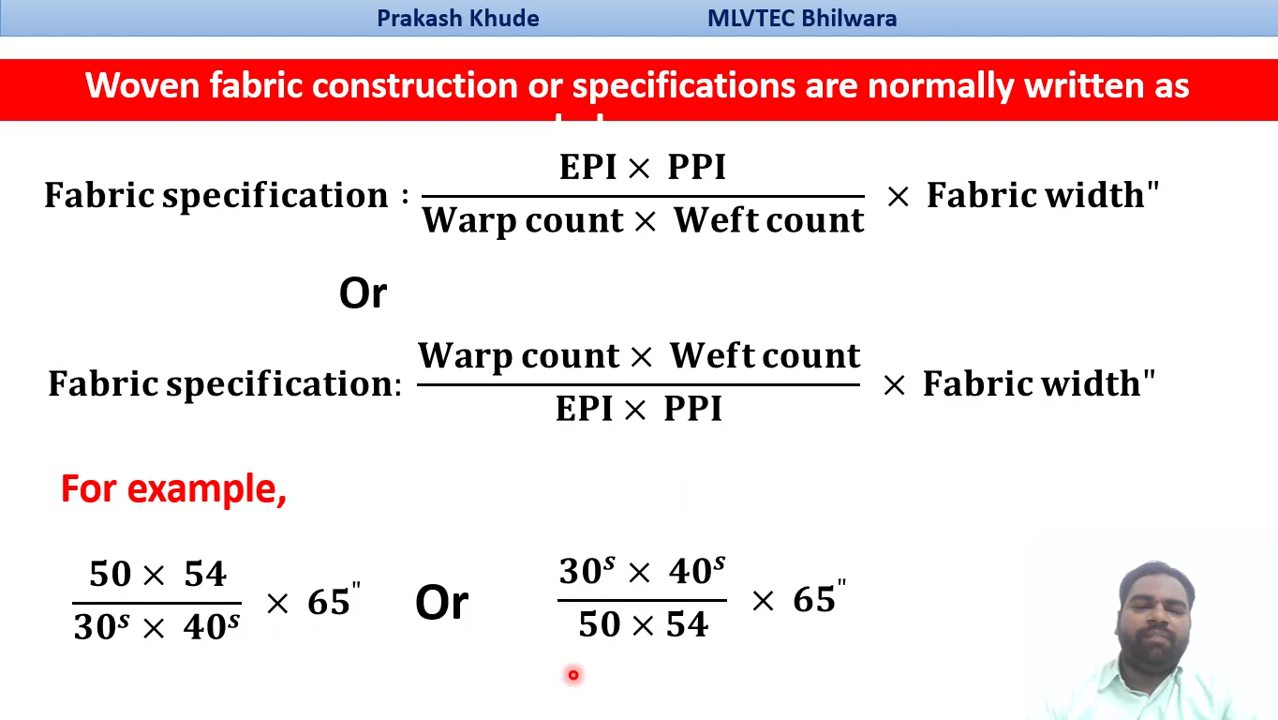 Prakash Khude MLVTEC Bhilwara
Woven fabric construction or specifications are normally written as
Fabric specification : EPI × PPI / Warp count × Weft count × Fabric width"
Or
Fabric specification: Warp count × Weft count / EPI × PPI × Fabric width"
For example,
50 × 54 / 30ˢ × 40ˢ × 65" Or 30ˢ × 40ˢ / 50 × 54 × 65"